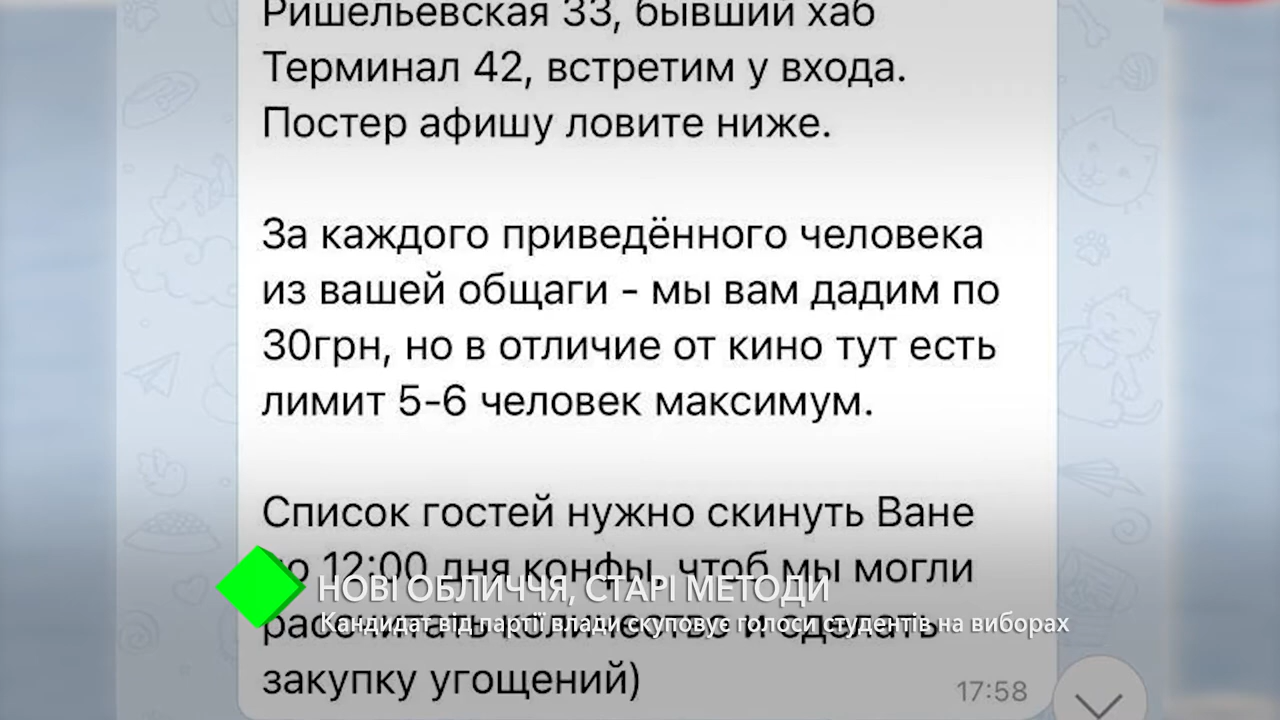 Ришельевская 33, бывший хаб
Терминал 42, встретим у входа.
Постер афишу ловите ниже.
За каждого приведённого человека
из вашей общаги - мы вам дадим по
30грн, но в отличие от кино тут есть
лимит 5-6 человек максимум.
Список гостей нужно скинуть Ване
до 12:00 дня конфы, чтоб мы могли
рассчитать количество и сделать
закупку угощений)
17:58
НОВІ ОБЛИЧЧЯ, СТАРІ МЕТОДИ
Кандидат від партії влади скуповує голоси студентів на виборах